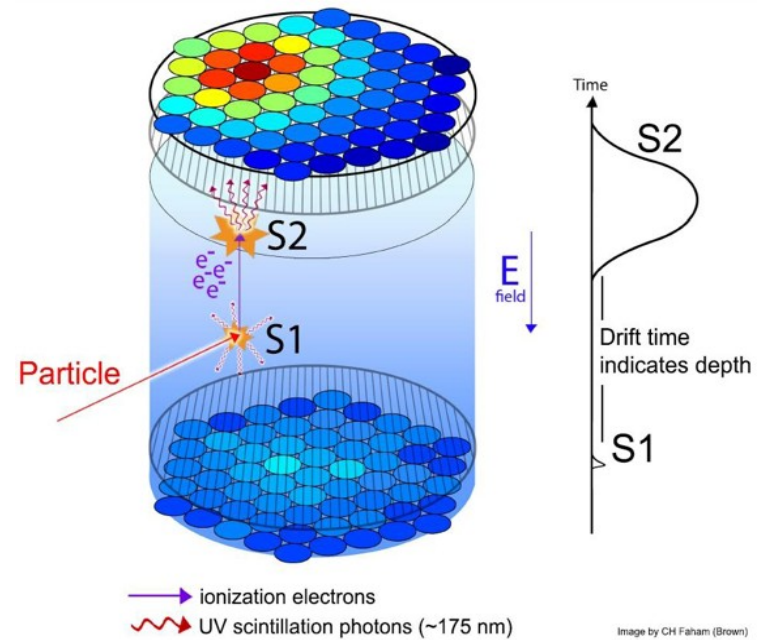 Time
S2
S2
e-
e-e-
e-e-
E
field
S1
Particle
Drift time
indicates depth
S1
ionization electrons
UV scintillation photons (~175 nm)
Image by CH Faham (Brown)